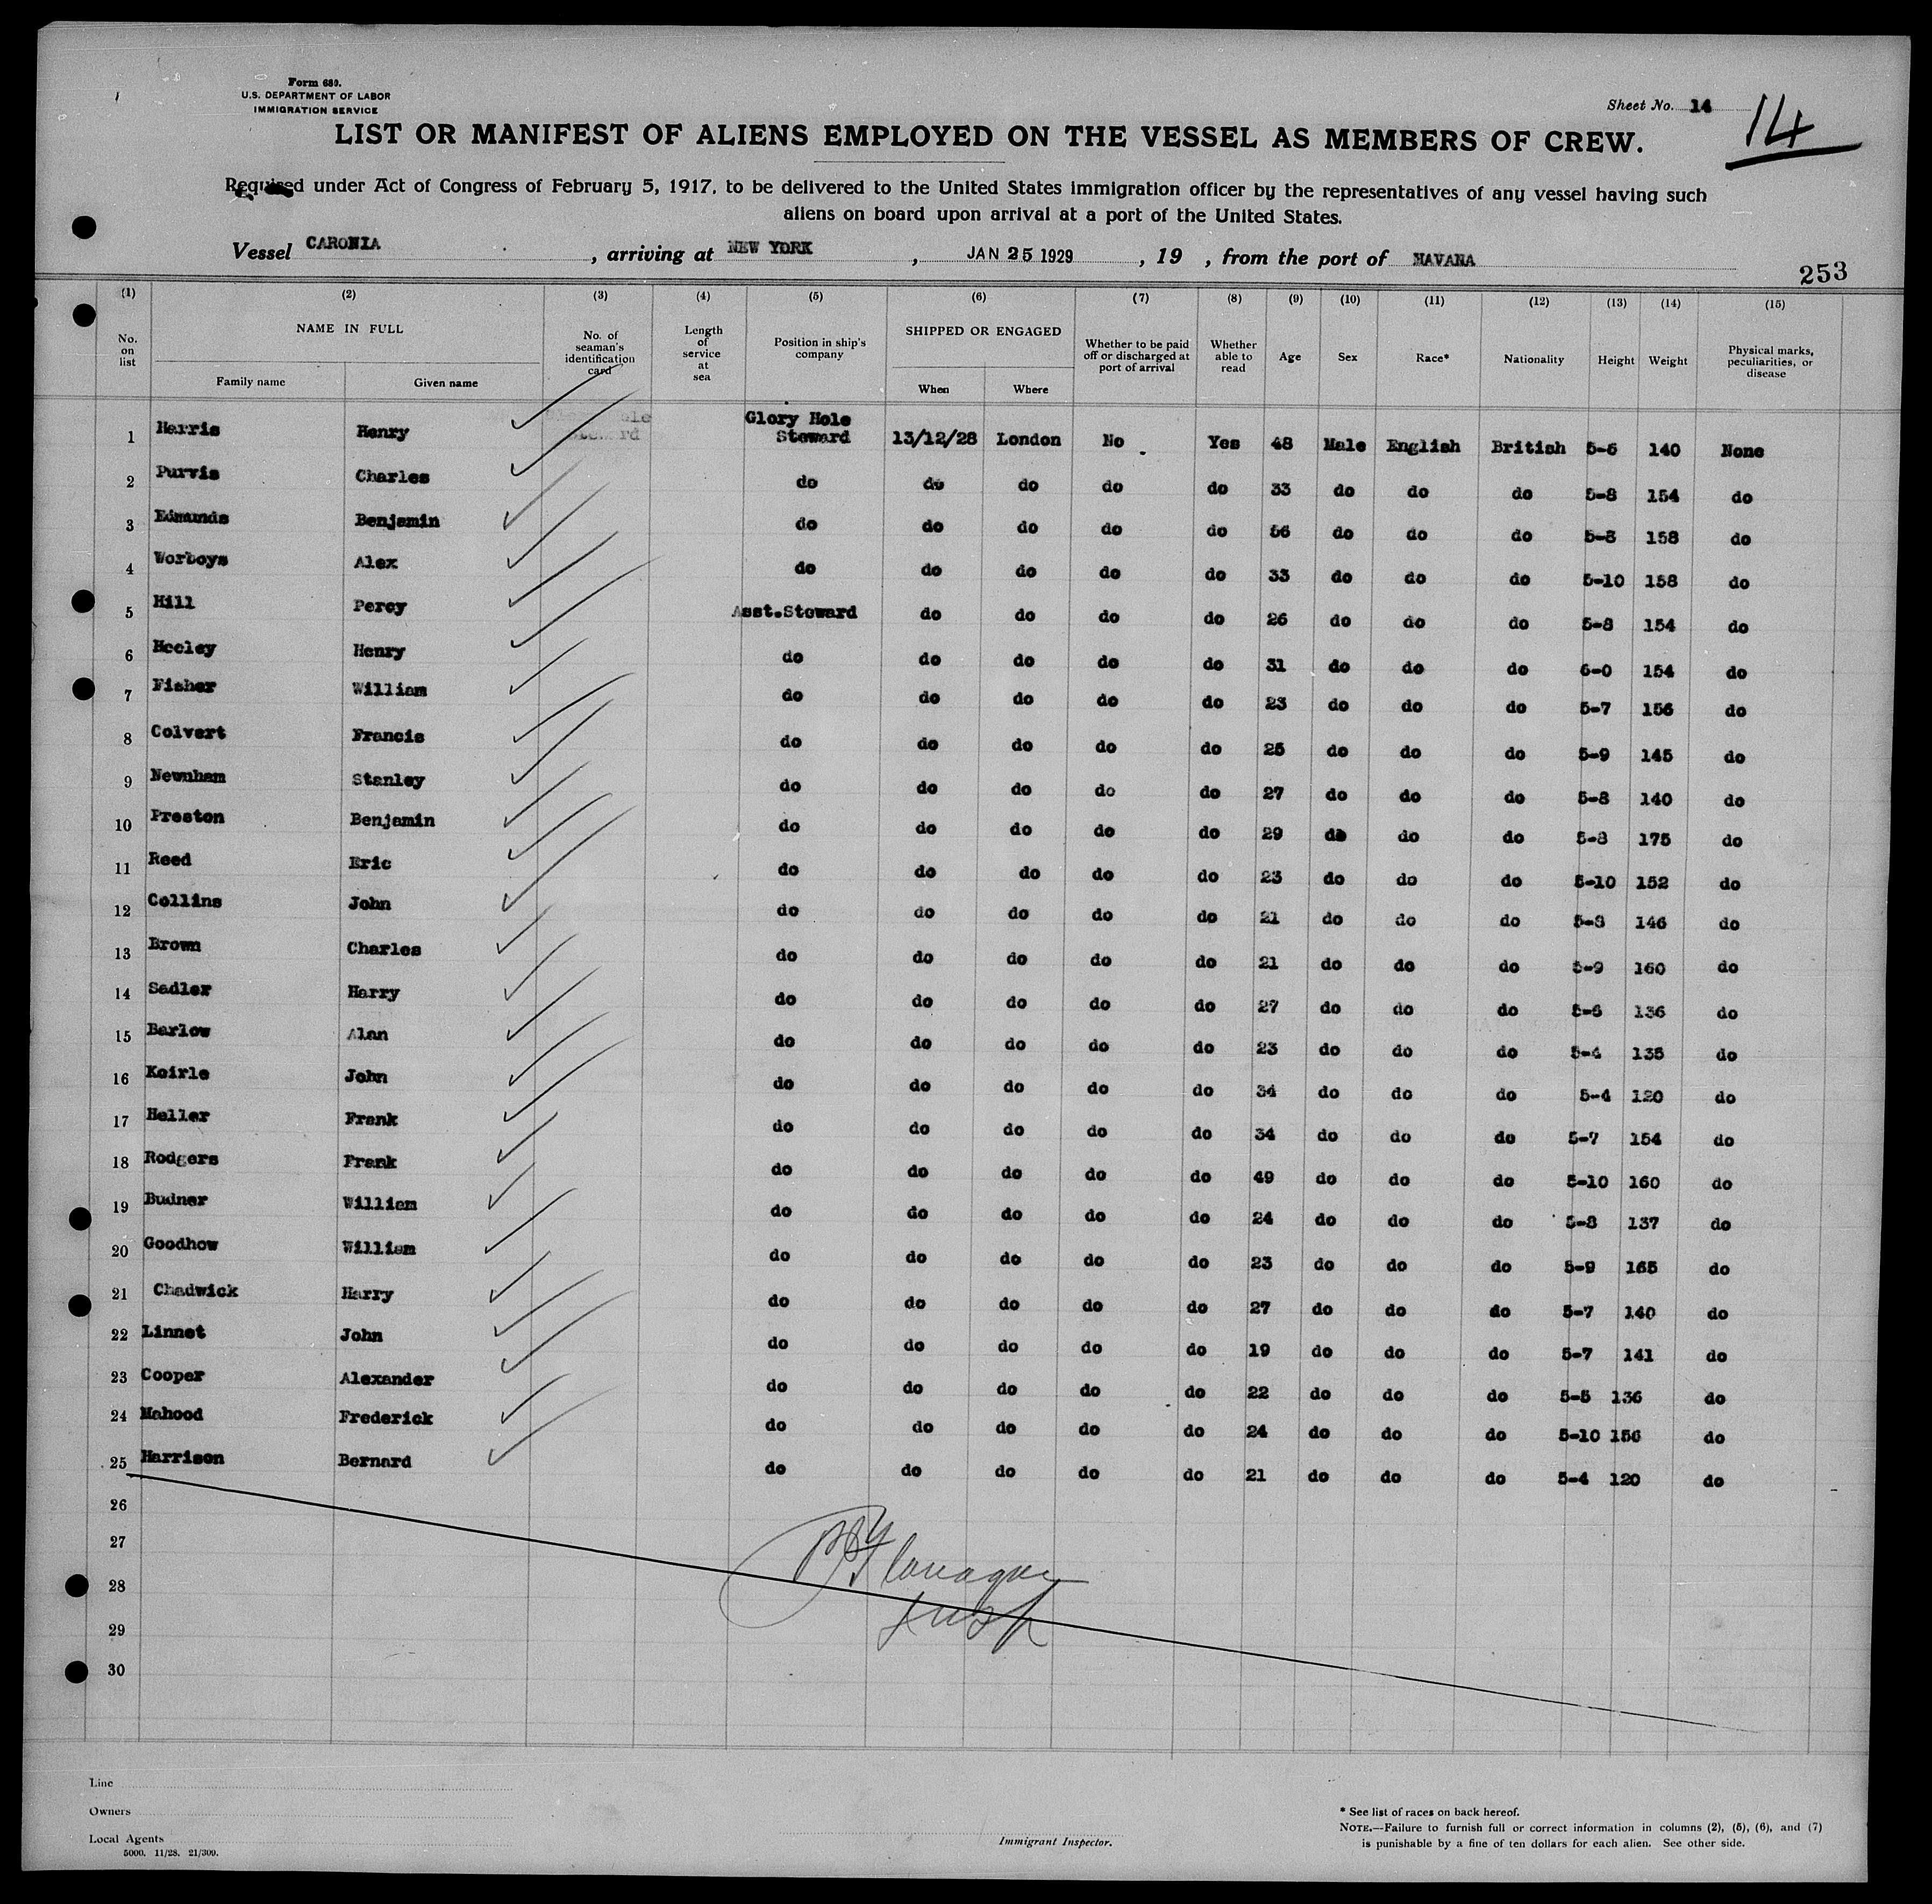 Form 689.
U.S. DEPARTMENT OF LABOR
IMMIGRATION SERVICE
Sheet No. 14
14
LIST OR MANIFEST OF ALIENS EMPLOYED ON THE VESSEL AS MEMBERS OF CREW.
Required under Act of Congress of February 5, 1917, to be delivered to the United States immigration officer by the representatives of any vessel having such
aliens on board upon arrival at a port of the United States.
Vessel CARONIA, arriving at NEW YORK, JAN 25 1929, 19 , from the port of HAVANA
253
(1) (2) (3) (4) (5) (6) (7) (8) (9) (10) (11) (12) (13) (14) (15)
No. on list NAME IN FULL Family name Given name No. of seaman's identification card Length of service at sea Position in ship's company SHIPPED OR ENGAGED When Where Whether to be paid off or discharged at port of arrival Whether able to read Age Sex Race* Nationality Height Weight Physical marks, peculiarities, or disease
1 Harris Henry Glory Hole Steward 13/12/28 London No Yes 48 Male English British 5-6 140 None
2 Purvis Charles do do do do do 33 do do do 5-8 154 do
3 Edmunds Benjamin do do do do do 56 do do do 5-8 158 do
4 Worboys Alex do do do do do 33 do do do 5-10 158 do
5 Hill Percy Asst.Steward do do do do 26 do do do 5-8 154 do
6 Heeley Henry do do do do do 31 do do do 6-0 154 do
7 Fisher William do do do do do 23 do do do 5-7 156 do
8 Colvert Francis do do do do do 25 do do do 5-9 145 do
9 Newnham Stanley do do do do do 27 do do do 5-8 140 do
10 Preston Benjamin do do do do do 29 do do do 5-8 175 do
11 Reed Eric do do do do do 23 do do do 5-10 152 do
12 Collins John do do do do do 21 do do do 5-8 146 do
13 Brown Charles do do do do do 21 do do do 5-9 160 do
14 Sadler Harry do do do do do 27 do do do 5-6 136 do
15 Barlow Alan do do do do do 23 do do do 5-4 135 do
16 Keirle John do do do do do 34 do do do 5-4 120 do
17 Heller Frank do do do do do 34 do do do 5-7 154 do
18 Rodgers Frank do do do do do 49 do do do 5-10 160 do
19 Budner William do do do do do 24 do do do 5-8 137 do
20 Goodhow William do do do do do 23 do do do 5-9 165 do
21 Chadwick Harry do do do do do 27 do do do 5-7 140 do
22 Linnet John do do do do do 19 do do do 5-7 141 do
23 Cooper Alexander do do do do do 22 do do do 5-5 136 do
24 Mahood Frederick do do do do do 24 do do do 5-10 156 do
25 Harrison Bernard do do do do do 21 do do do 5-4 120 do
26
27
28
29
30
Flanagan
Insp
Line
Owners
Local Agents
5000. 11/28. 21/309.
Immigrant Inspector.
* See list of races on back hereof.
NOTE.—Failure to furnish full or correct information in columns (2), (5), (6), and (7)
is punishable by a fine of ten dollars for each alien. See other side.